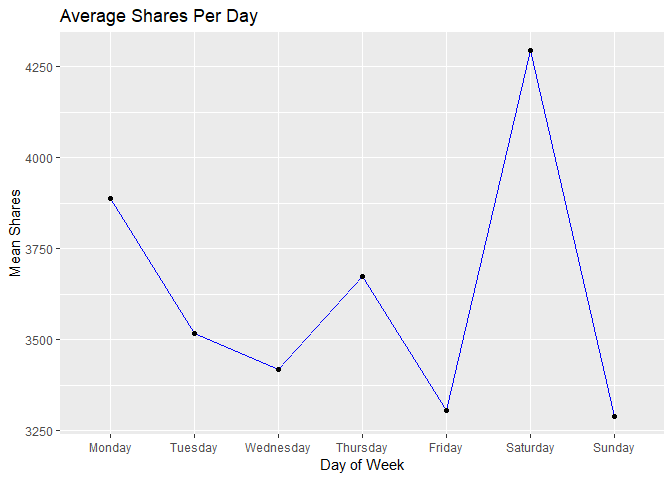 Average Shares Per Day
4250
4000
3750
3500
3250
Mean Shares
Monday Tuesday Wednesday Thursday Friday Saturday Sunday
Day of Week